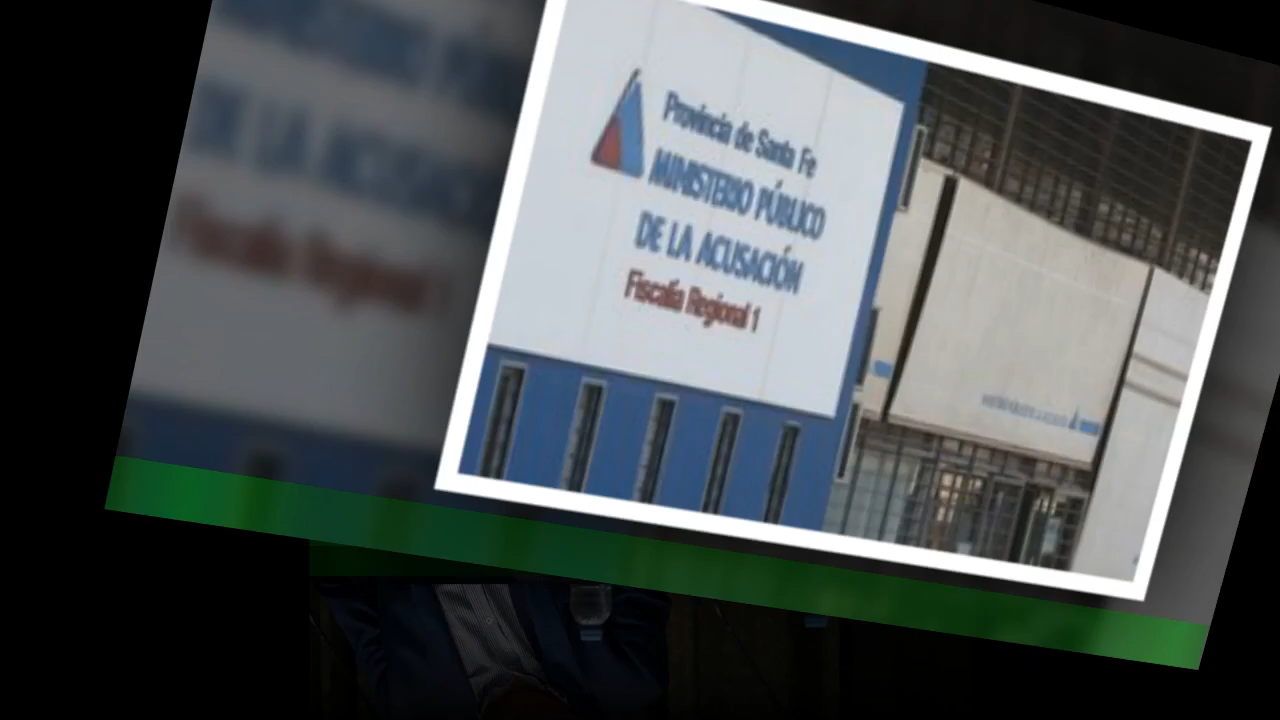 Provincia de Santa Fe
MINISTERIO PÚBLICO
DE LA ACUSACIÓN
Fiscalía Regional 1